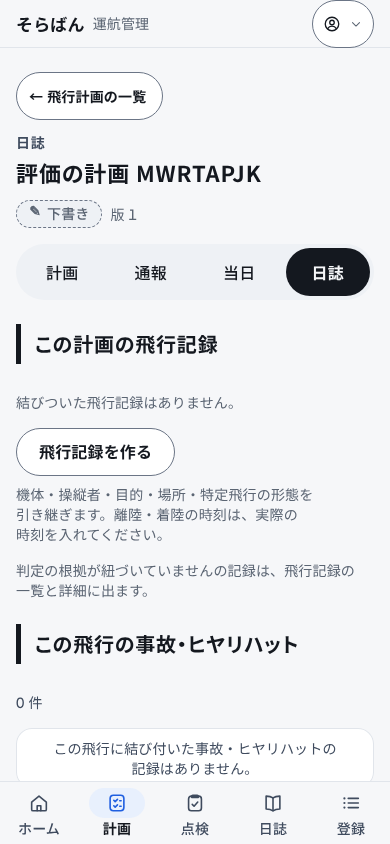 そらばん 運航管理
← 飛行計画の一覧
日誌
評価の計画 MWRTAPJK
✎ 下書き 版 1
計画 通報 当日 日誌
この計画の飛行記録
結びついた飛行記録はありません。
飛行記録を作る
機体・操縦者・目的・場所・特定飛行の形態を
引き継ぎます。離陸・着陸の時刻は、実際の
時刻を入れてください。
判定の根拠が紐づいていませんの記録は、飛行記録の
一覧と詳細に出ます。
この飛行の事故・ヒヤリハット
0 件
この飛行に結び付いた事故・ヒヤリハットの
記録はありません。
ホーム 計画 点検 日誌 登録